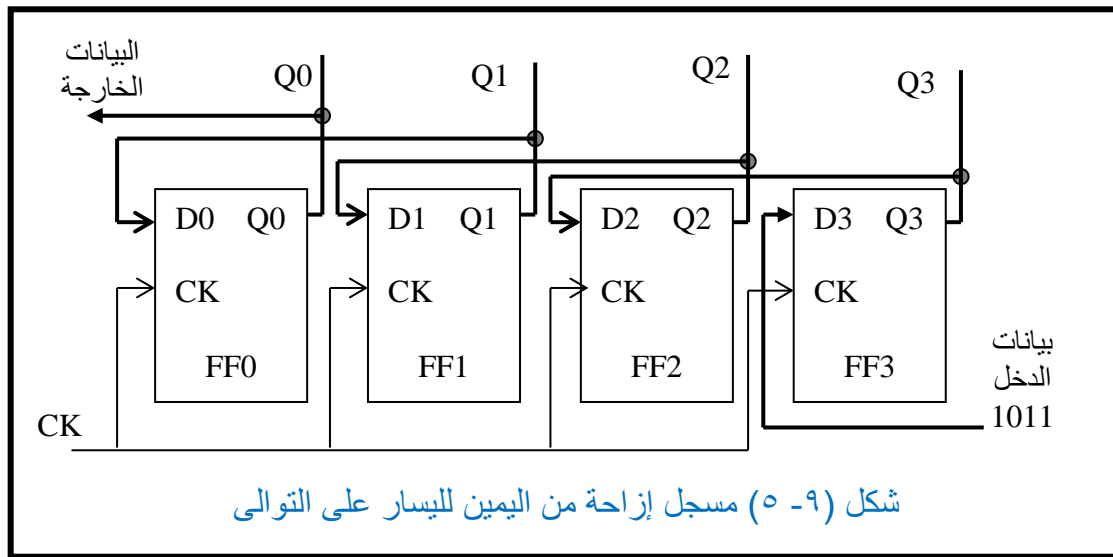 البيانات
الخارجة
Q0
Q1
Q2
Q3
D0 Q0
D1 Q1
D2 Q2
D3 Q3
CK
CK
CK
CK
FF0
FF1
FF2
FF3
بيانات
الدخل
1011
CK
شكل (٩- ٥) مسجل إزاحة من اليمين لليسار على التوالى